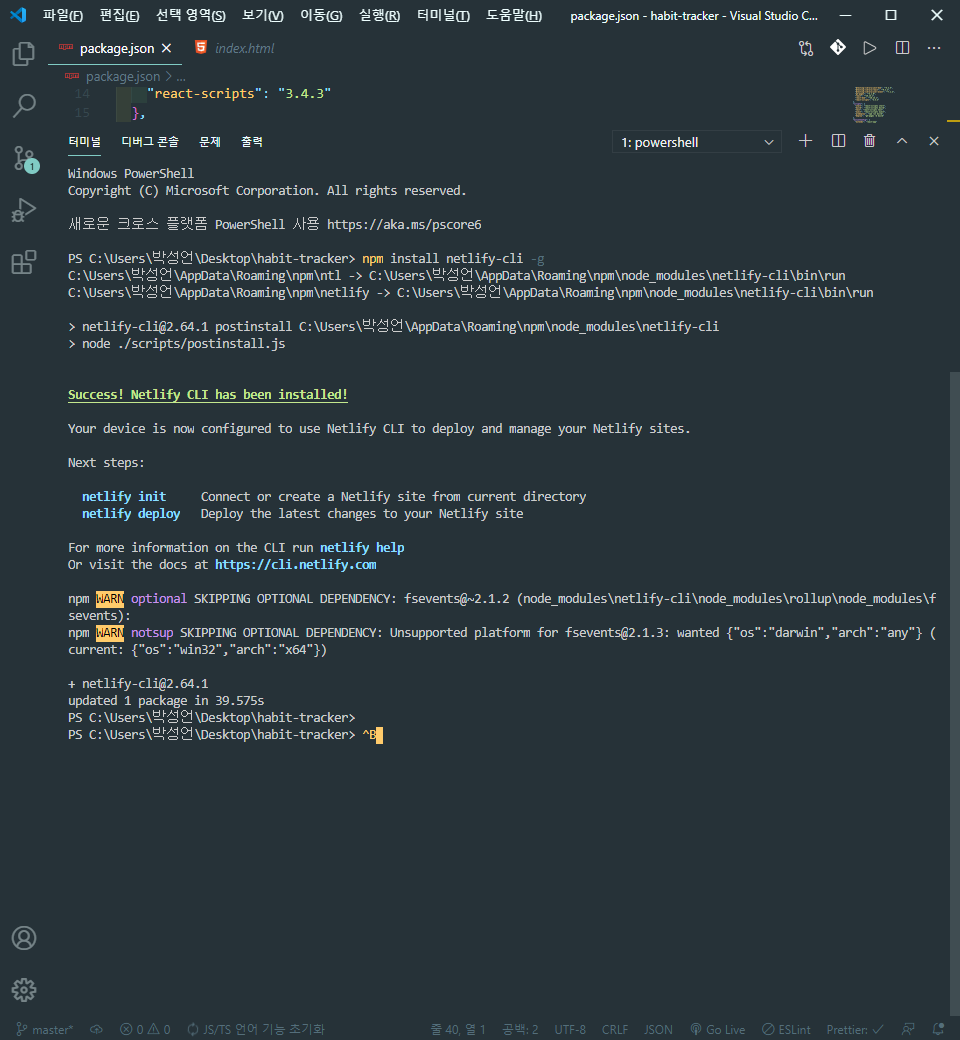 파일(F) 편집(E) 선택 영역(S) 보기(V) 이동(G) 실행(R) 터미널(T) 도움말(H) package.json - habit-tracker - Visual Studio C...
package.json index.html
package.json > ...
14 "react-scripts": "3.4.3"
15 },
터미널 디버그 콘솔 문제 출력 1: powershell
Windows PowerShell
Copyright (C) Microsoft Corporation. All rights reserved.
새로운 크로스 플랫폼 PowerShell 사용 https://aka.ms/pscore6
PS C:\Users\박성언\Desktop\habit-tracker> npm install netlify-cli -g
C:\Users\박성언\AppData\Roaming\npm\ntl -> C:\Users\박성언\AppData\Roaming\npm\node_modules\netlify-cli\bin\run
C:\Users\박성언\AppData\Roaming\npm\netlify -> C:\Users\박성언\AppData\Roaming\npm\node_modules\netlify-cli\bin\run
> netlify-cli@2.64.1 postinstall C:\Users\박성언\AppData\Roaming\npm\node_modules\netlify-cli
> node ./scripts/postinstall.js
Success! Netlify CLI has been installed!
Your device is now configured to use Netlify CLI to deploy and manage your Netlify sites.
Next steps:
netlify init Connect or create a Netlify site from current directory
netlify deploy Deploy the latest changes to your Netlify site
For more information on the CLI run netlify help
Or visit the docs at https://cli.netlify.com
npm WARN optional SKIPPING OPTIONAL DEPENDENCY: fsevents@~2.1.2 (node_modules\netlify-cli\node_modules\rollup\node_modules\f
sevents):
npm WARN notsup SKIPPING OPTIONAL DEPENDENCY: Unsupported platform for fsevents@2.1.3: wanted {"os":"darwin","arch":"any"} (
current: {"os":"win32","arch":"x64"})
+ netlify-cli@2.64.1
updated 1 package in 39.575s
PS C:\Users\박성언\Desktop\habit-tracker>
PS C:\Users\박성언\Desktop\habit-tracker> ^B
1
master* 0 0 JS/TS 언어 기능 초기화 줄 40, 열 1 공백: 2 UTF-8 CRLF JSON Go Live ESLint Prettier: ✓